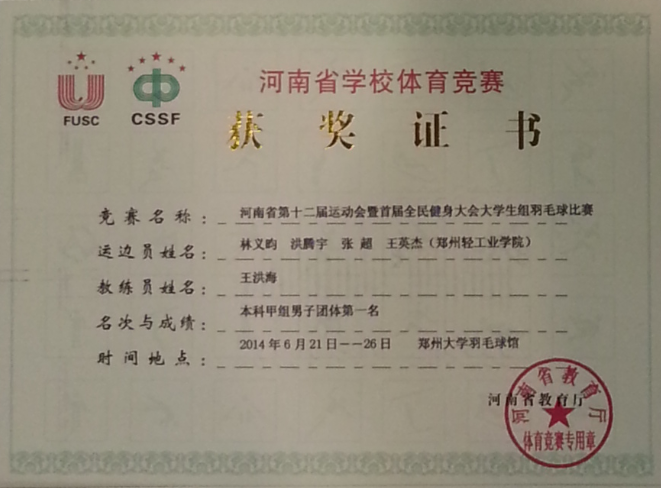 河南省学校体育竞赛
FUSC CSSF
获奖证书
竞赛名称： 河南省第十二届运动会暨首届全民健身大会大学生组羽毛球比赛
运边员姓名： 林义昀 洪腾宇 张超 王英杰（郑州轻工业学院）
教练员姓名： 王洪海
名次与成绩： 本科甲组男子团体第一名
时间地点： 2014年6月21日——26日 郑州大学羽毛球馆
河南省教育厅
河南省教育厅
体育竞赛专用章